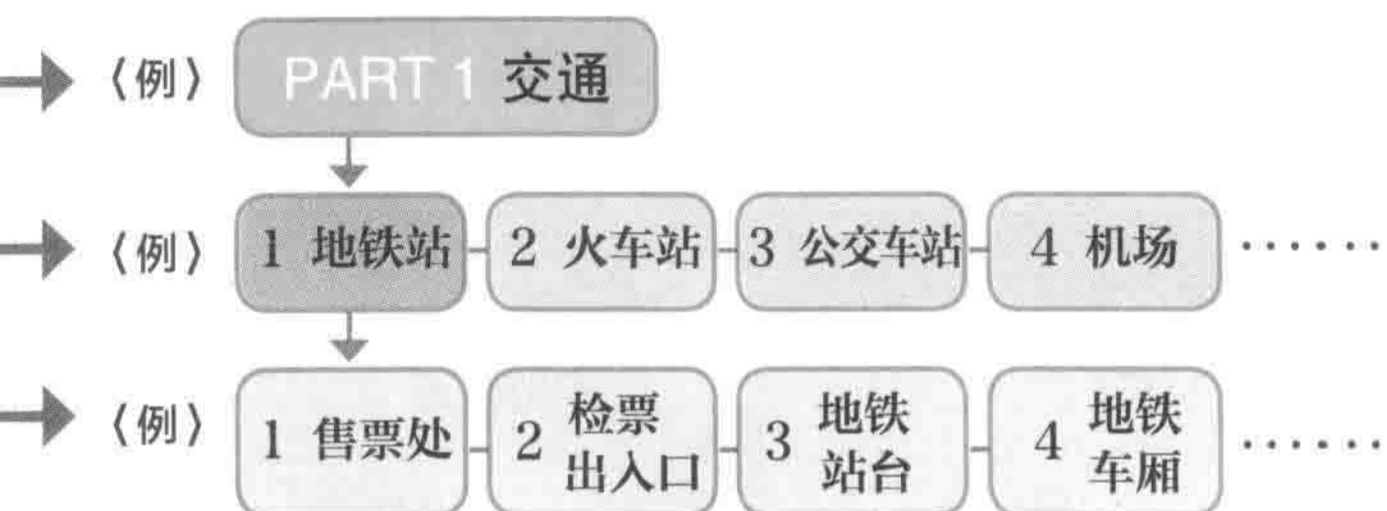 〈例〉 PART 1 交通
〈例〉 1 地铁站 2 火车站 3 公交车站 4 机场 ······
〈例〉 1 售票处 2 检票出入口 3 地铁站台 4 地铁车厢 ······